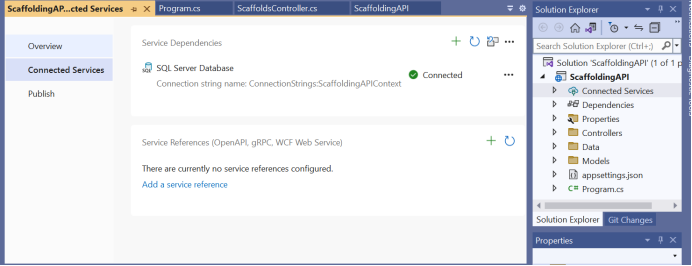 ScaffoldingAP...cted Services
Program.cs
ScaffoldsController.cs
ScaffoldingAPI
Overview
Connected Services
Publish
Service Dependencies
SQL
SQL Server Database
Connection string name: ConnectionStrings:ScaffoldingAPIContext
Connected
Service References (OpenAPI, gRPC, WCF Web Service)
There are currently no service references configured.
Add a service reference
Solution Explorer
Search Solution Explorer (Ctrl+;)
Solution 'ScaffoldingAPI' (1 of 1 p
ScaffoldingAPI
Connected Services
Dependencies
Properties
Controllers
Data
Models
appsettings.json
C# Program.cs
Solution Explorer
Git Changes
Properties